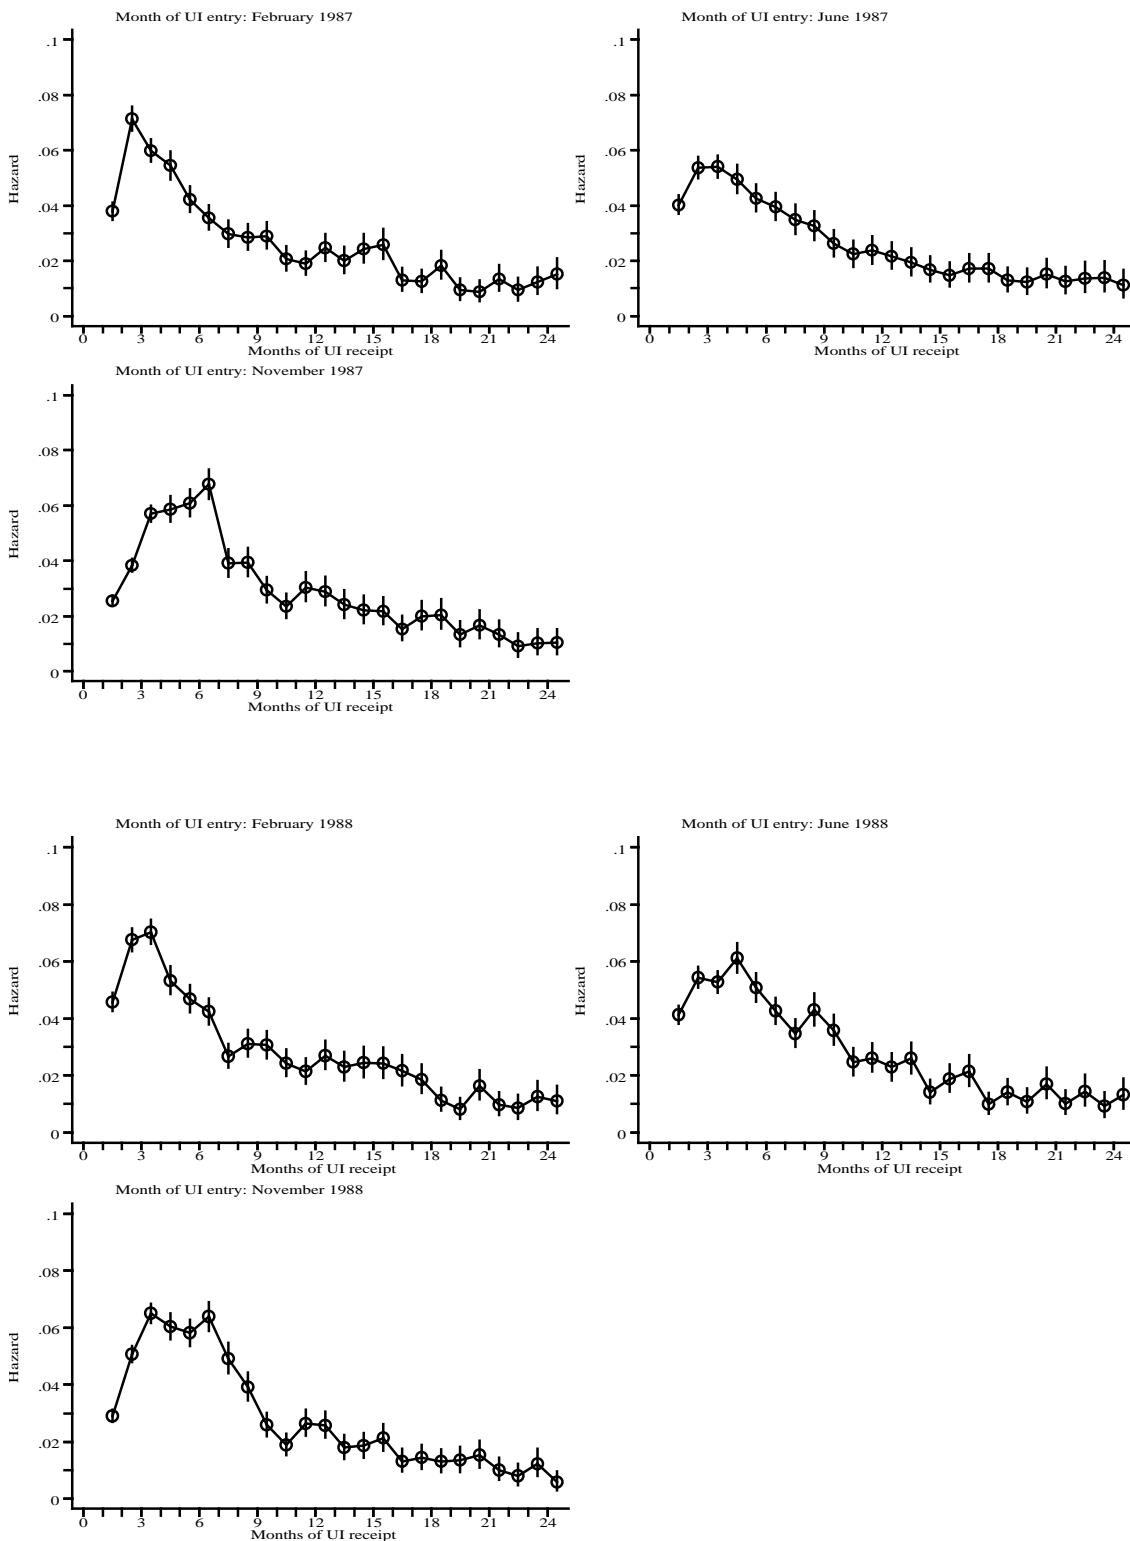 Month of UI entry: February 1987
.1
.08
.06
.04
.02
0
Hazard
0 3 6 9 12 15 18 21 24
Months of UI receipt
Month of UI entry: June 1987
.1
.08
.06
.04
.02
0
Hazard
0 3 6 9 12 15 18 21 24
Months of UI receipt
Month of UI entry: November 1987
.1
.08
.06
.04
.02
0
Hazard
0 3 6 9 12 15 18 21 24
Months of UI receipt
Month of UI entry: February 1988
.1
.08
.06
.04
.02
0
Hazard
0 3 6 9 12 15 18 21 24
Months of UI receipt
Month of UI entry: June 1988
.1
.08
.06
.04
.02
0
Hazard
0 3 6 9 12 15 18 21 24
Months of UI receipt
Month of UI entry: November 1988
.1
.08
.06
.04
.02
0
Hazard
0 3 6 9 12 15 18 21 24
Months of UI receipt